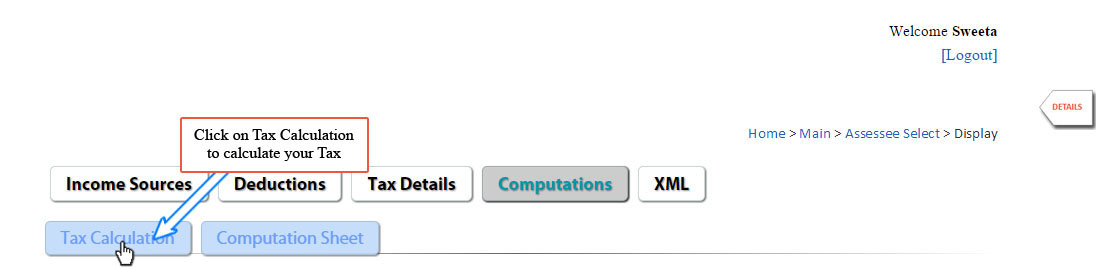 Welcome Sweeta
[Logout]
DETAILS
Click on Tax Calculation
to calculate your Tax
Home > Main > Assessee Select > Display
Income Sources Deductions Tax Details Computations XML
Tax Calculation Computation Sheet